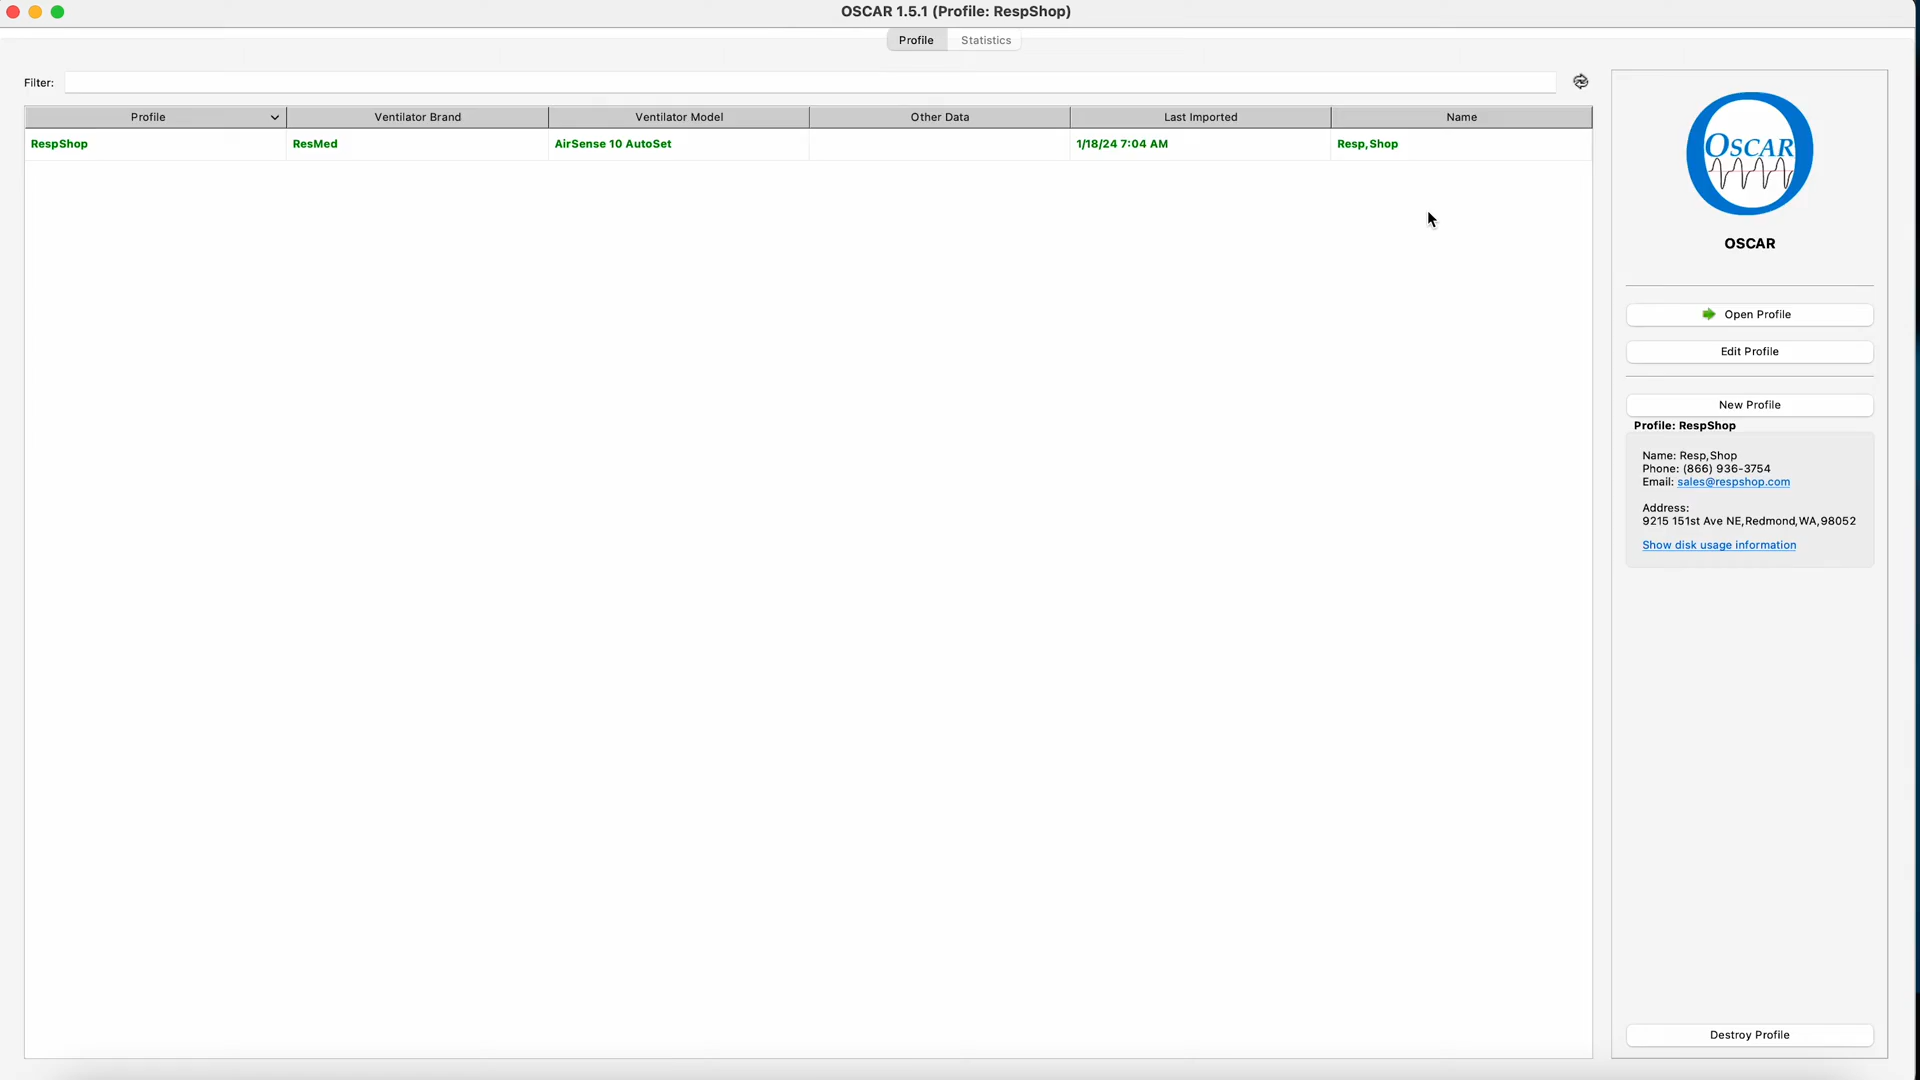 OSCAR 1.5.1 (Profile: RespShop)
Profile Statistics
Filter:
Profile Ventilator Brand Ventilator Model Other Data Last Imported Name
RespShop ResMed AirSense 10 AutoSet 1/18/24 7:04 AM Resp,Shop
OSCAR
OSCAR
Open Profile
Edit Profile
New Profile
Profile: RespShop
Name: Resp,Shop
Phone: (866) 936-3754
Email: sales@respshop.com
Address:
9215 151st Ave NE,Redmond,WA,98052
Show disk usage information
Destroy Profile